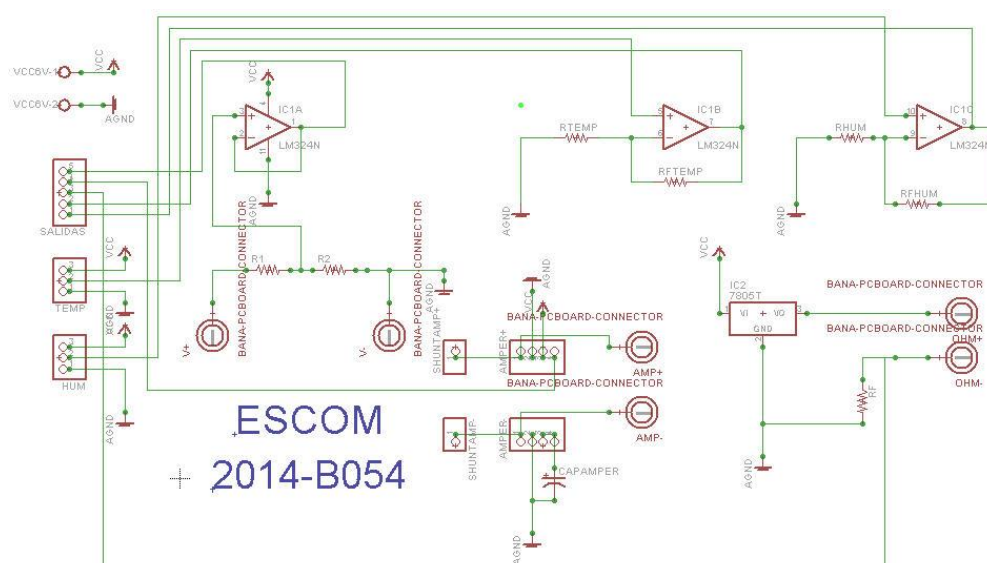 VCC6V-1
VCC
VCC6V-2
AGND
VCC
IC1A
LM324N
AGND
RTEMP
AGND
IC1B
LM324N
RFTEMP
RHUM
AGND
IC1C
LM324N
RFHUM
SALIDAS
VCC
TEMP
HUM
AGND
R1
R2
AGND
V+
BANA-PCBOARD-CONNECTOR
V-
BANA-PCBOARD-CONNECTOR
SHUNTAMP+
AMPER+
VCC
AGND
BANA-PCBOARD-CONNECTOR
AMP+
BANA-PCBOARD-CONNECTOR
AMP-
SHUNTAMP-
AMPER-
CAPAMPER
AGND
VCC
IC2
7805T
VI
VO
GND
BANA-PCBOARD-CONNECTOR
OHM+
BANA-PCBOARD-CONNECTOR
OHM-
RF
AGND
ESCOM
2014-B054